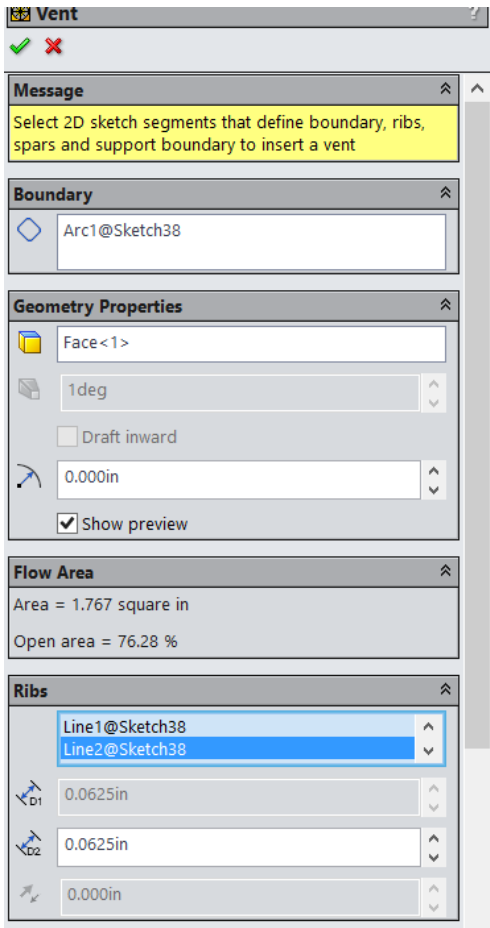 Vent
?
Message
Select 2D sketch segments that define boundary, ribs,
spars and support boundary to insert a vent
Boundary
Arc1@Sketch38
Geometry Properties
Face<1>
1deg
Draft inward
0.000in
Show preview
Flow Area
Area = 1.767 square in
Open area = 76.28 %
Ribs
Line1@Sketch38
Line2@Sketch38
D1 0.0625in
D2 0.0625in
0.000in